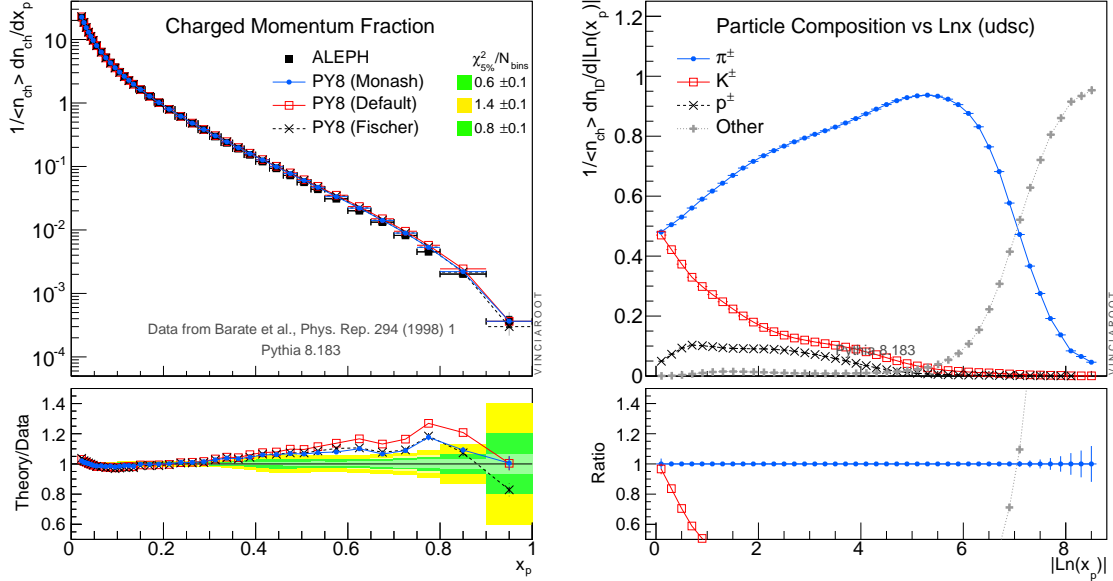 Charged Momentum Fraction
1/<n_ch> dn_ch/dx_p
10
1
10^-1
10^-2
10^-3
10^-4
ALEPH
PY8 (Monash)
PY8 (Default)
PY8 (Fischer)
χ²_5%/N_bins
0.6 ±0.1
1.4 ±0.1
0.8 ±0.1
Data from Barate et al., Phys. Rep. 294 (1998) 1
Pythia 8.183
VINCIAROOT
Theory/Data
1.4
1.2
1
0.8
0.6
0 0.2 0.4 0.6 0.8 1
x_p
Particle Composition vs Lnx (udsc)
1/<n_ch> dn_ID/d|Ln(x_p)|
1.2
1
0.8
0.6
0.4
0.2
0
π±
K±
p±
Other
Pythia 8.183
VINCIAROOT
Ratio
1.4
1.2
1
0.8
0.6
0 2 4 6 8
|Ln(x_p)|